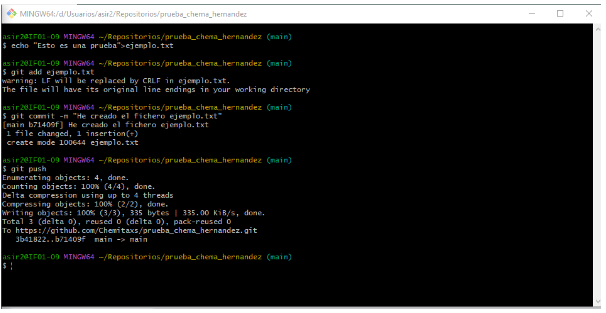 MINGW64:/d/Usuarios/asir2/Repositorios/prueba_chema_hernandez
asir2@IF01-09 MINGW64 ~/Repositorios/prueba_chema_hernandez (main)
$ echo "Esto es una prueba">ejemplo.txt
asir2@IF01-09 MINGW64 ~/Repositorios/prueba_chema_hernandez (main)
$ git add ejemplo.txt
warning: LF will be replaced by CRLF in ejemplo.txt.
The file will have its original line endings in your working directory
asir2@IF01-09 MINGW64 ~/Repositorios/prueba_chema_hernandez (main)
$ git commit -m "He creado el fichero ejemplo.txt"
[main b71409f] He creado el fichero ejemplo.txt
1 file changed, 1 insertion(+)
create mode 100644 ejemplo.txt
asir2@IF01-09 MINGW64 ~/Repositorios/prueba_chema_hernandez (main)
$ git push
Enumerating objects: 4, done.
Counting objects: 100% (4/4), done.
Delta compression using up to 4 threads
Compressing objects: 100% (2/2), done.
Writing objects: 100% (3/3), 335 bytes | 335.00 KiB/s, done.
Total 3 (delta 0), reused 0 (delta 0), pack-reused 0
To https://github.com/Chemitaxs/prueba_chema_hernandez.git
3b41822..b71409f main -> main
asir2@IF01-09 MINGW64 ~/Repositorios/prueba_chema_hernandez (main)
$